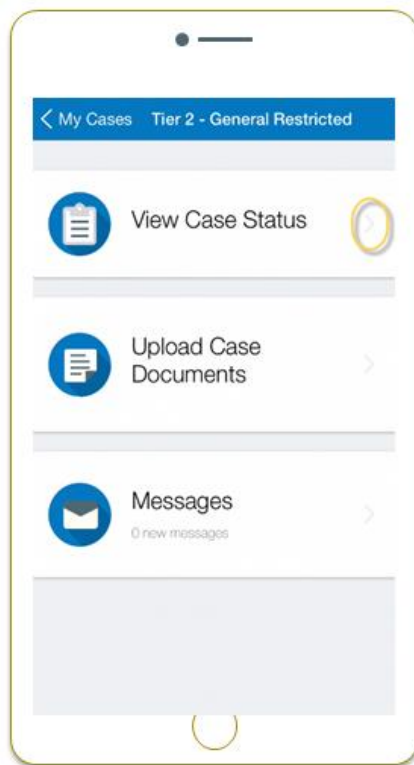 My Cases Tier 2 - General Restricted
View Case Status
Upload Case
Documents
Messages
0 new messages